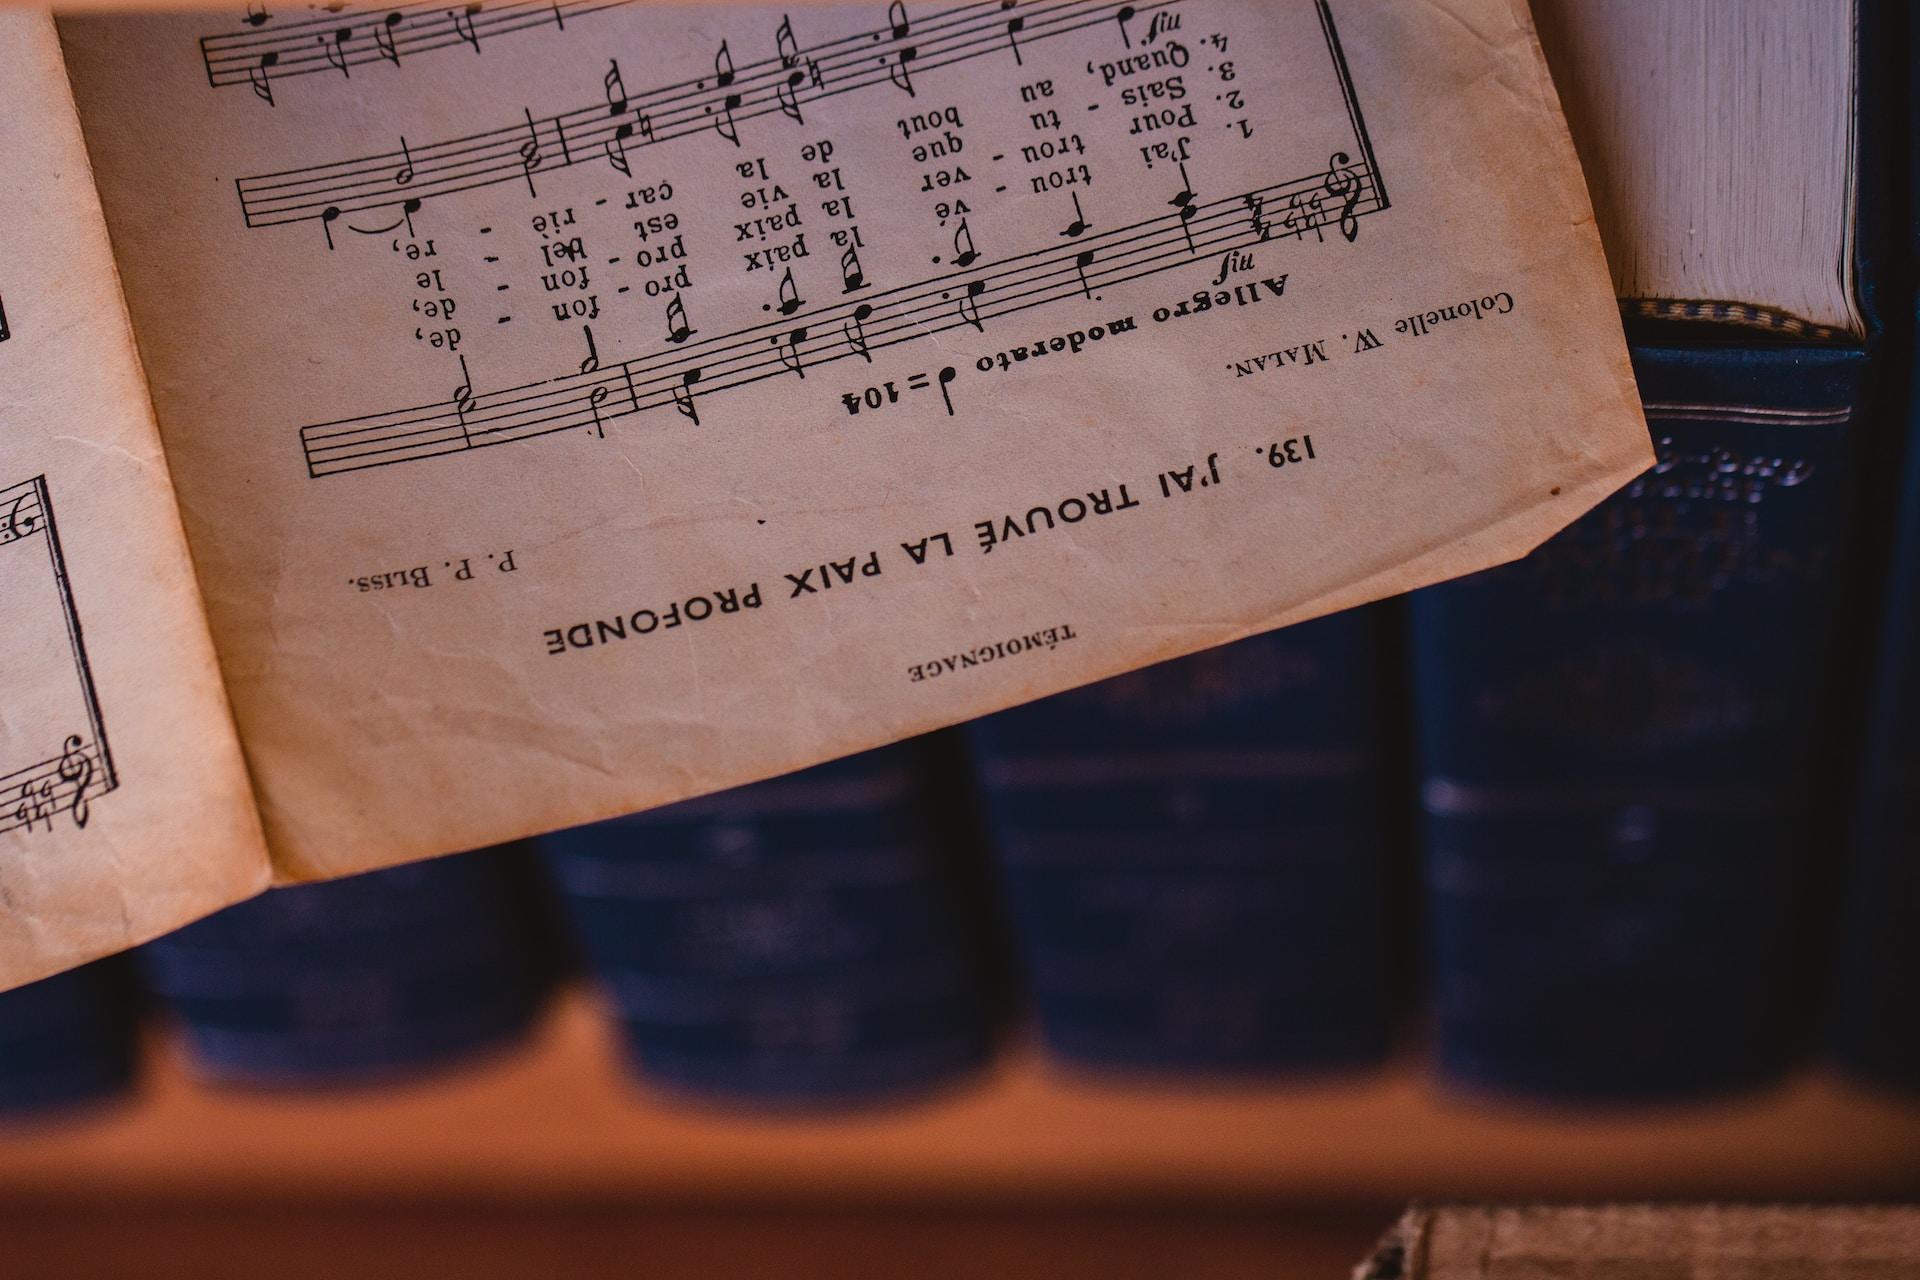 TÉMOIGNAGE
139. J'AI TROUVÉ LA PAIX PROFONDE
Colonelle W. MALAN. P. P. BLISS.
Allegro moderato ♩ = 104
mf
1. J'ai trou - vé la paix pro - fon - de,
2. Pour trou - ver la paix pro - fon - de,
3. Sais - tu que la vie est bel - le
4. Quand, au bout de la car - riè - re,
mf